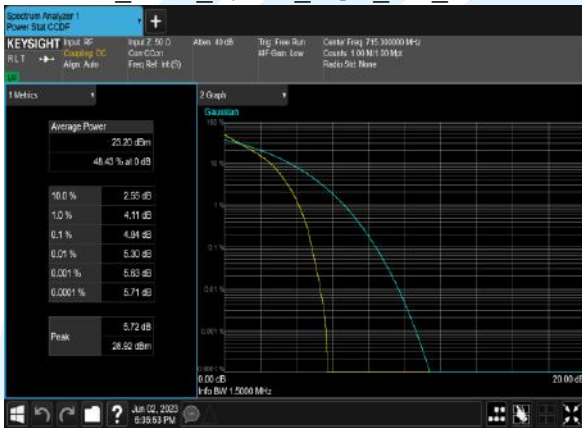 Spectrum Analyzer 1
Power Stat CCDF
+
KEYSIGHT
RLT
Input: RF
Coupling: DC
Align: Auto
Input Z: 50 Ω
Corr CCorr
Freq Ref: Int (S)
Atten: 40 dB
Trig: Free Run
#IF Gain: Low
Center Freq: 715.300000 MHz
Counts: 1.00 M/1.00 Mpt
Radio Std: None
1 Metrics
Average Power
23.20 dBm
48.43 % at 0 dB
10.0 % 2.55 dB
1.0 % 4.11 dB
0.1 % 4.84 dB
0.01 % 5.30 dB
0.001 % 5.63 dB
0.0001 % 5.71 dB
Peak
5.72 dB
28.92 dBm
2 Graph
Gaussian
100 %
10 %
1 %
0.1 %
0.01 %
0.001 %
0.0001 %
0.00 dB
20.00 dB
Info BW 1.5000 MHz
?
Jun 02, 2023